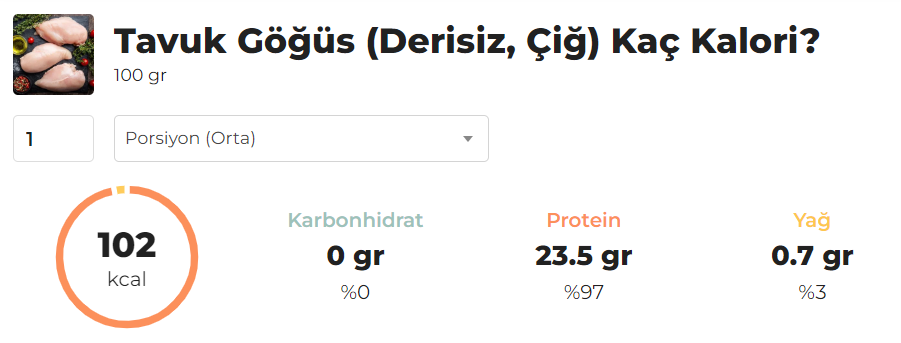 Tavuk Göğüs (Derisiz, Çiğ) Kaç Kalori?
100 gr
1
Porsiyon (Orta)
102
kcal
Karbonhidrat
0 gr
%0
Protein
23.5 gr
%97
Yağ
0.7 gr
%3